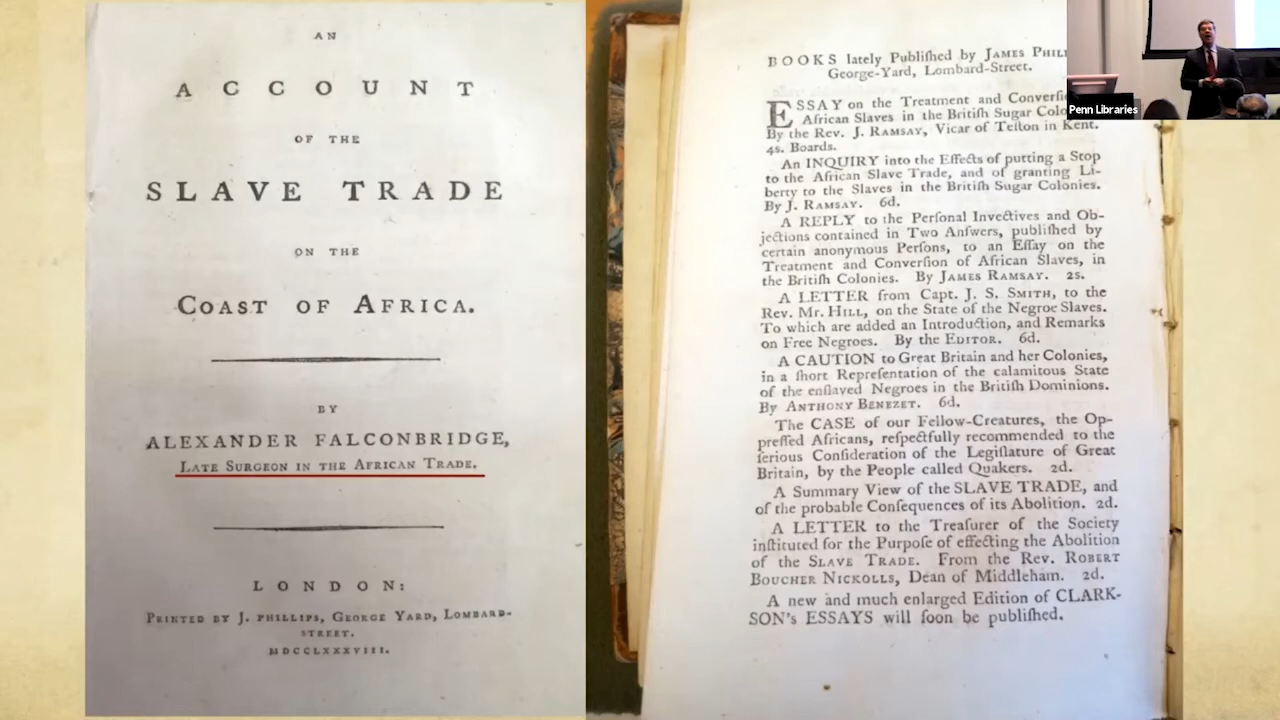 AN
ACCOUNT
OF THE
SLAVE TRADE
ON THE
COAST OF AFRICA.
BY
ALEXANDER FALCONBRIDGE,
LATE SURGEON IN THE AFRICAN TRADE.
LONDON:
PRINTED BY J. PHILLIPS, GEORGE YARD, LOMBARD-
STREET.
MDCCLXXXVIII.
BOOKS lately Publiſhed by JAMES PHIL
George-Yard, Lombard-Street.
ESSAY on the Treatment and Converſi
African Slaves in the Britiſh Sugar Colo
By the Rev. J. RAMSAY, Vicar of Teſton in Kent.
4s. Boards.
An INQUIRY into the Effects of putting a Stop
to the African Slave Trade, and of granting Li-
berty to the Slaves in the Britiſh Sugar Colonies.
By J. RAMSAY. 6d.
A REPLY to the Perſonal Invectives and Ob-
jections contained in Two Anſwers, publiſhed by
certain anonymous Perſons, to an Eſſay on the
Treatment and Converſion of African Slaves, in
the Britiſh Colonies. By JAMES RAMSAY. 2s.
A LETTER from Capt. J. S. SMITH, to the
Rev. Mr. HILL, on the State of the Negroe Slaves.
To which are added an Introduction, and Remarks
on Free Negroes. By the EDITOR. 6d.
A CAUTION to Great Britain and her Colonies,
in a ſhort Repreſentation of the calamitous State
of the enſlaved Negroes in the Britiſh Dominions.
By ANTHONY BENEZET. 6d.
The CASE of our Fellow-Creatures, the Op-
preſſed Africans, reſpectfully recommended to the
ſerious Conſideration of the Legiſlature of Great
Britain, by the People called Quakers. 2d.
A Summary View of the SLAVE TRADE, and
of the probable Conſequences of its Abolition. 2d.
A LETTER to the Treaſurer of the Society
inſtituted for the Purpoſe of effecting the Abolition
of the SLAVE TRADE. From the Rev. ROBERT
BOUCHER NICKOLLS, Dean of Middleham. 2d.
A new and much enlarged Edition of CLARK-
SON's ESSAYS will ſoon be publiſhed.
Penn Libraries